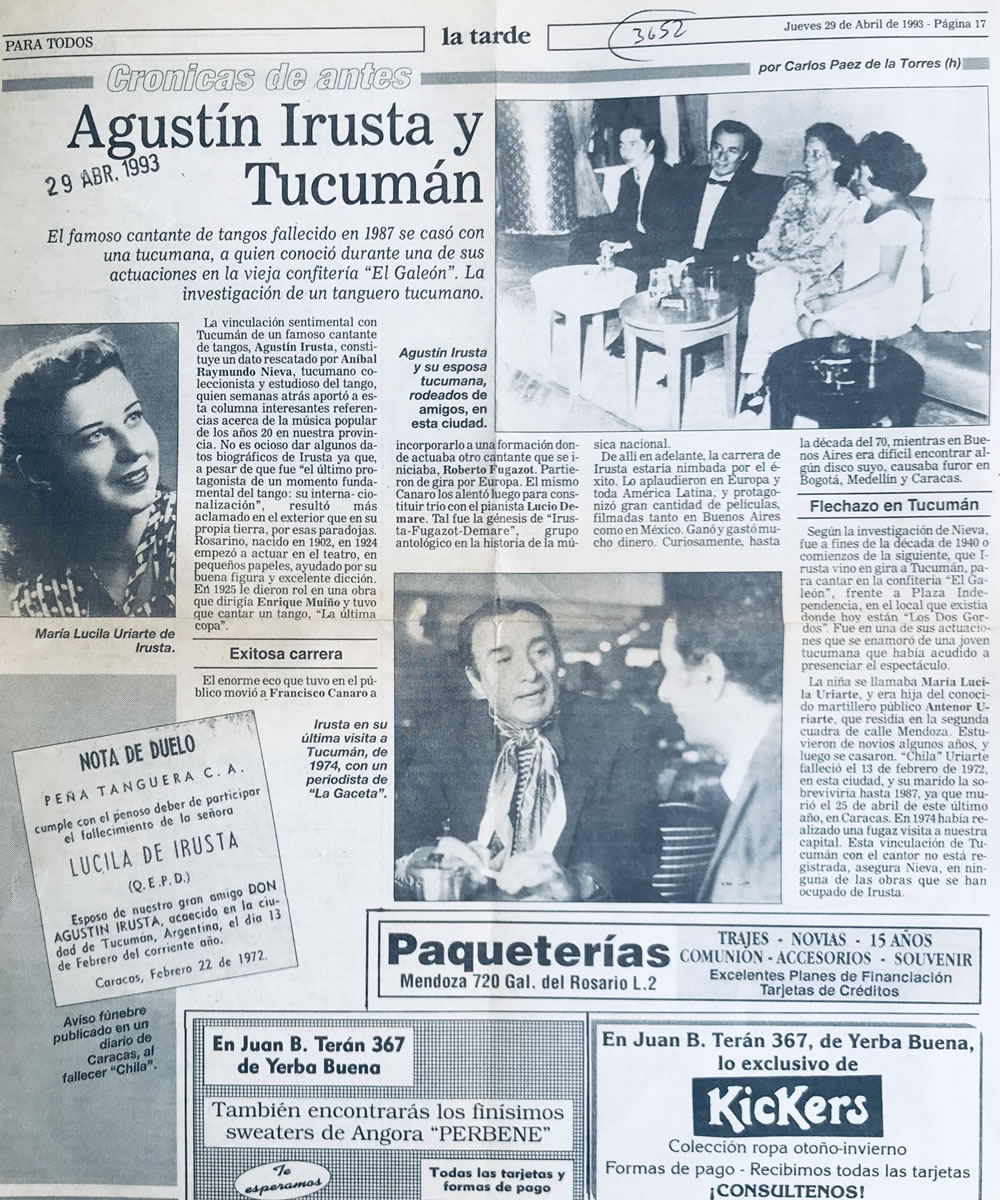 PARA TODOS
la tarde
3652
Jueves 29 de Abril de 1993 - Página 17
Cronicas de antes
por Carlos Paez de la Torres (h)
Agustín Irusta y
Tucumán
29 ABR. 1993
El famoso cantante de tangos fallecido en 1987 se casó con
una tucumana, a quien conoció durante una de sus
actuaciones en la vieja confitería “El Galeón”. La
investigación de un tanguero tucumano.
La vinculación sentimental con
Tucumán de un famoso cantante
de tangos, Agustín Irusta, consti-
tuye un dato rescatado por Aníbal
Raymundo Nieva, tucumano co-
leccionista y estudioso del tango,
quien semanas atrás aportó a es-
ta columna interesantes referen-
cias acerca de la música popular
de los años 20 en nuestra provin-
cia. No es ocioso dar algunos da-
tos biográficos de Irusta ya que,
a pesar de que fue “el último pro-
tagonista de un momento funda-
mental del tango: su interna- cio-
nalización”, resultó más
aclamado en el exterior que en su
propia tierra, por esas paradojas.
Rosarino, nacido en 1902, en 1924
empezó a actuar en el teatro, en
pequeños papeles, ayudado por su
buena figura y excelente dicción.
En 1925 le dieron rol en una obra
que dirigía Enrique Muiño y tuvo
que cantar un tango, “La última
copa”.
Exitosa carrera
El enorme eco que tuvo en el pú-
blico movió a Francisco Canaro a
Agustín Irusta
y su esposa
tucumana,
rodeados de
amigos, en
esta ciudad.
incorporarlo a una formación don-
de actuaba otro cantante que se i-
niciaba, Roberto Fugazot. Partie-
ron de gira por Europa. El mismo
Canaro los alentó luego para cons-
tituir trío con el pianista Lucio De-
mare. Tal fue la génesis de “Irus-
ta-Fugazot-Demare”, grupo
antológico en la historia de la mú-
sica nacional.
De allí en adelante, la carrera de
Irusta estaría nimbada por el é-
xito. Lo aplaudieron en Europa y
toda América Latina, y protago-
nizó gran cantidad de películas,
filmadas tanto en Buenos Aires
como en México. Ganó y gastó mu-
cho dinero. Curiosamente, hasta
la década del 70, mientras en Bue-
nos Aires era difícil encontrar al-
gún disco suyo, causaba furor en
Bogotá, Medellín y Caracas.
Flechazo en Tucumán
Según la investigación de Nieva,
fue a fines de la década de 1940 o
comienzos de la siguiente, que I-
rusta vino en gira a Tucumán, pa-
ra cantar en la confitería “El Ga-
león”, frente a Plaza Inde-
pendencia, en el local que existía
donde hoy están “Los Dos Gor-
dos”. Fue en una de sus actuacio-
nes que se enamoró de una joven
tucumana que había acudido a
presenciar el espectáculo.
La niña se llamaba María Luci-
la Uriarte, y era hija del conoci-
do martillero público Antenor U-
riarte, que residía en la segunda
cuadra de calle Mendoza. Estu-
vieron de novios algunos años, y
luego se casaron. “Chila” Uriarte
falleció el 13 de febrero de 1972,
en esta ciudad, y su marido la so-
breviviría hasta 1987, ya que mu-
rió el 25 de abril de este último
año, en Caracas. En 1974 había re-
alizado una fugaz visita a nuestra
capital. Esta vinculación de Tu-
cumán con el cantor no está re-
gistrada, asegura Nieva, en nin-
guna de las obras que se han
ocupado de Irusta.
María Lucila Uriarte de
Irusta.
Irusta en su
última visita a
Tucumán, de
1974, con un
periodista de
“La Gaceta”.
NOTA DE DUELO
PEÑA TANGUERA C. A.
cumple con el penoso deber de participar
el fallecimiento de la señora
LUCILA DE IRUSTA
(Q.E.P.D.)
Esposa de nuestro gran amigo DON
AGUSTIN IRUSTA, acaecido en la ciu-
dad de Tucumán, Argentina, el día 13
de Febrero del corriente año.
Caracas, Febrero 22 de 1972.
Aviso fúnebre
publicado en un
diario de
Caracas, al
fallecer “Chila”.
Paqueterías
Mendoza 720 Gal. del Rosario L.2
TRAJES - NOVIAS - 15 AÑOS
COMUNIÓN - ACCESORIOS - SOUVENIR
Excelentes Planes de Financiación
Tarjetas de Créditos
En Juan B. Terán 367
de Yerba Buena
También encontrarás los finísimos
sweaters de Angora “PERBENE”
Te
esperamos
Todas las tarjetas y
formas de pago
En Juan B. Terán 367, de Yerba Buena,
lo exclusivo de
KicKers
Colección ropa otoño-invierno
Formas de pago - Recibimos todas las tarjetas
¡CONSULTENOS!